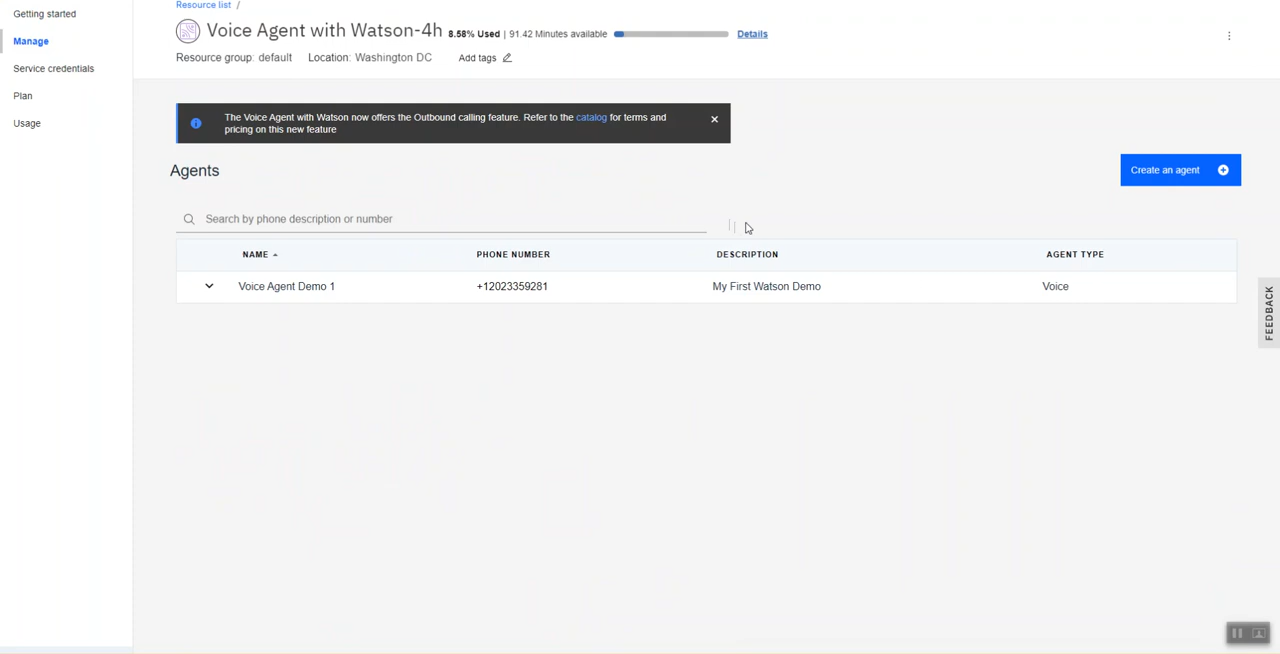 Getting started
Manage
Service credentials
Plan
Usage
Resource list /
Voice Agent with Watson-4h 8.58% Used | 91.42 Minutes available Details
Resource group: default Location: Washington DC Add tags
The Voice Agent with Watson now offers the Outbound calling feature. Refer to the catalog for terms and
pricing on this new feature
Agents
Create an agent
Search by phone description or number
NAME PHONE NUMBER DESCRIPTION AGENT TYPE
Voice Agent Demo 1 +12023359281 My First Watson Demo Voice
FEEDBACK